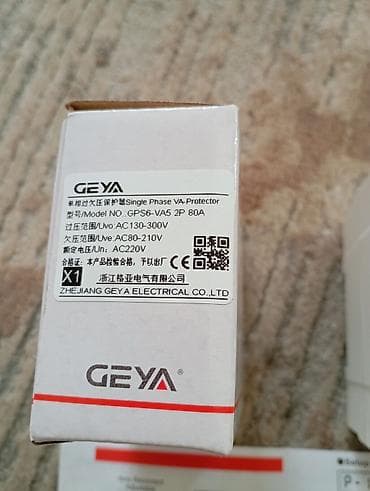 GEYA
单相过欠压保护器Single Phase VA-Protector
型号/Model NO.:GPS6-VA5 2P 80A
过压范围/Uvo:AC130-300V
欠压范围/Uve:AC80-210V
额定电压/Un: AC220V
合格证: 本产品检验合格,予以出厂 CE
X1 浙江格亚电气有限公司
ZHEJIANG GEYA ELECTRICAL CO.,LTD
GEYA®